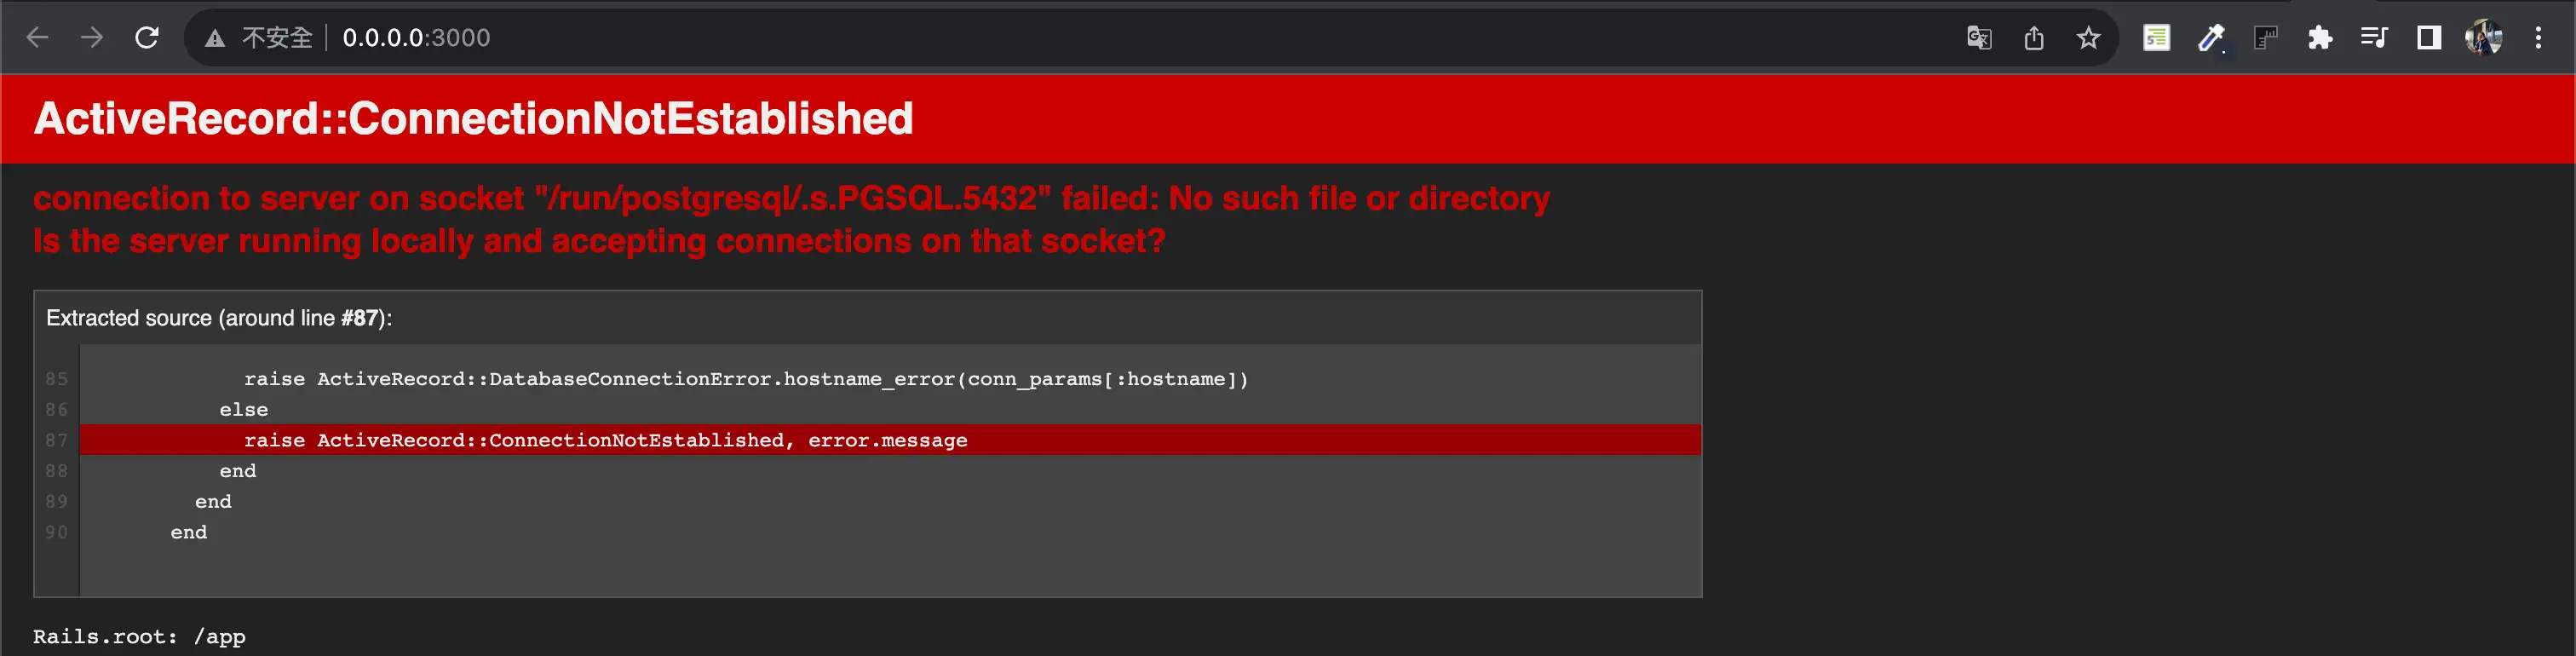 不安全 | 0.0.0.0:3000
ActiveRecord::ConnectionNotEstablished
connection to server on socket "/run/postgresql/.s.PGSQL.5432" failed: No such file or directory
Is the server running locally and accepting connections on that socket?
Extracted source (around line #87):
85 raise ActiveRecord::DatabaseConnectionError.hostname_error(conn_params[:hostname])
86 else
87 raise ActiveRecord::ConnectionNotEstablished, error.message
88 end
89 end
90 end
Rails.root: /app